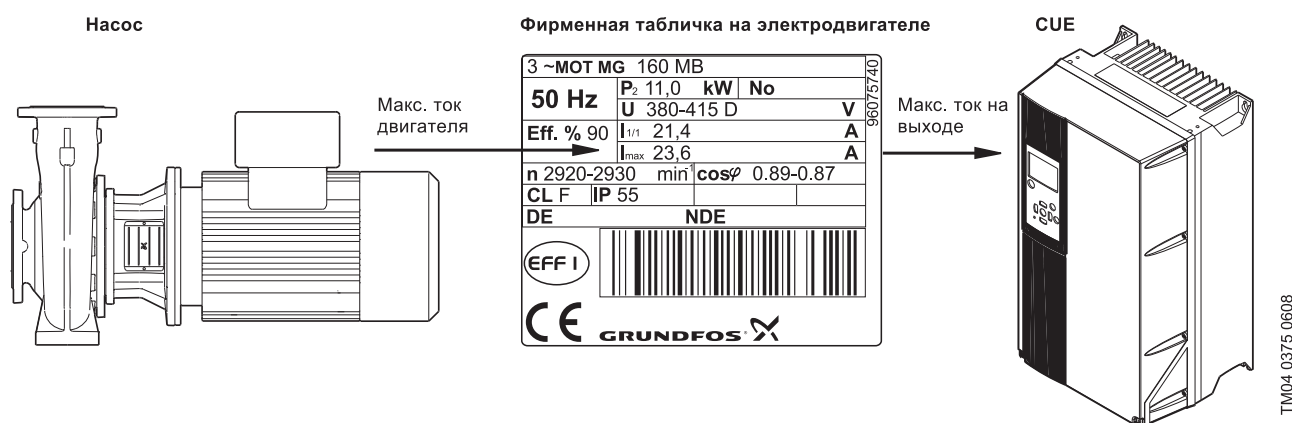 Насос
Фирменная табличка на электродвигателе
CUE
Макс. ток
двигателя
3 ~MOT MG 160 MB
50 Hz
P2 11,0 kW No
U 380-415 D V
Eff. % 90
I1/1 21,4 A
Imax 23,6 A
n 2920-2930 min-1 cosφ 0.89-0.87
CL F IP 55
DE NDE
EFF I
CE GRUNDFOS
96075740
Макс. ток на
выходе
TM04 0375 0608